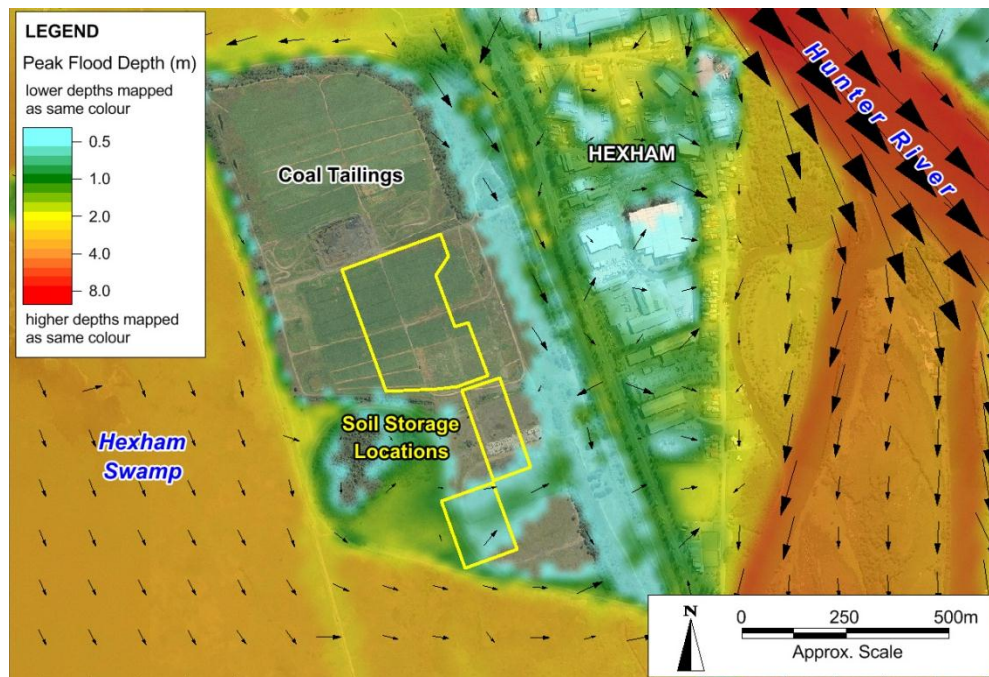 LEGEND
Peak Flood Depth (m)
lower depths mapped
as same colour
0.5
1.0
2.0
4.0
8.0
higher depths mapped
as same colour
Coal Tailings
HEXHAM
Hunter River
Soil Storage
Locations
Hexham
Swamp
N
0 250 500m
Approx. Scale